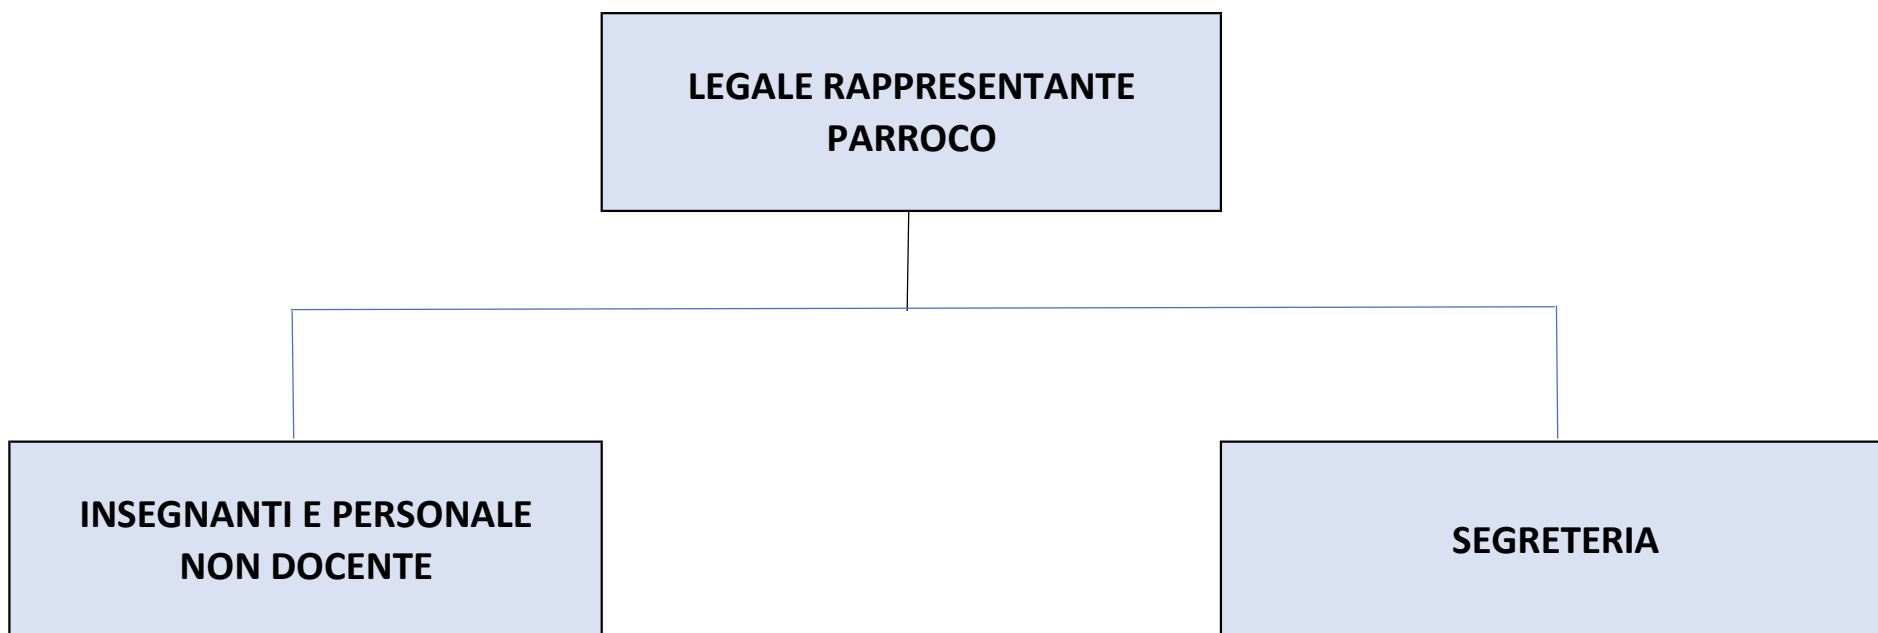 LEGALE RAPPRESENTANTE
PARROCO
INSEGNANTI E PERSONALE
NON DOCENTE
SEGRETERIA